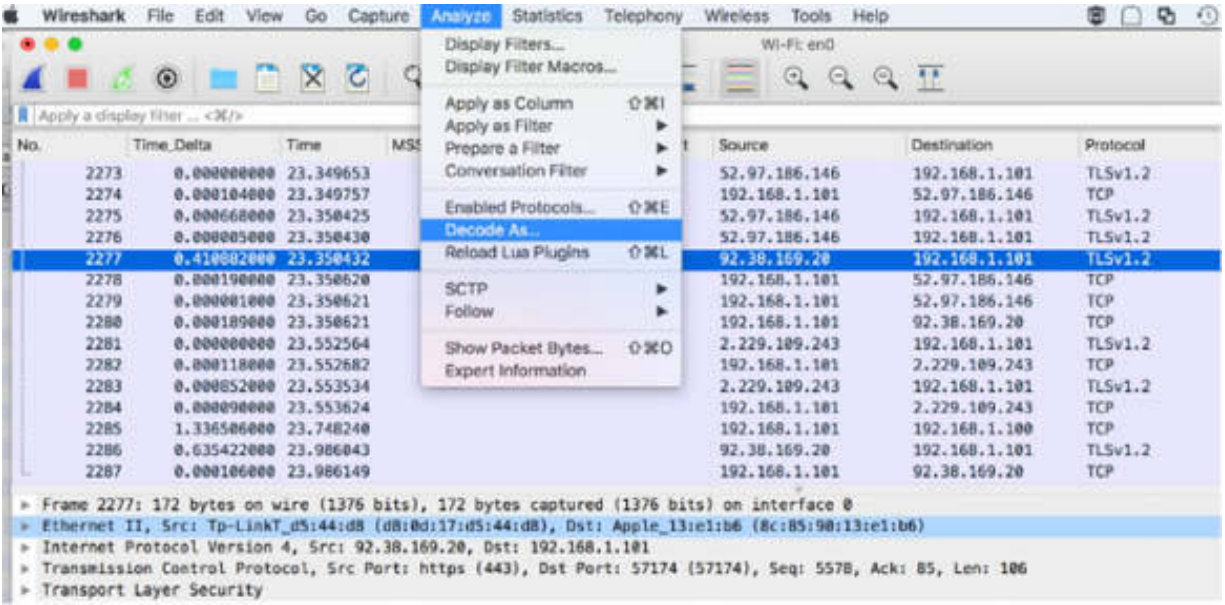 Wireshark File Edit View Go Capture Analyze Statistics Telephony Wireless Tools Help
Wi-Fi: en0
Apply a display filter ... <⌘/>
Display Filters...
Display Filter Macros...
Apply as Column ⇧⌘I
Apply as Filter
Prepare a Filter
Conversation Filter
Enabled Protocols... ⇧⌘E
Decode As...
Reload Lua Plugins ⇧⌘L
SCTP
Follow
Show Packet Bytes... ⇧⌘O
Expert Information
No. Time_Delta Time MSS t Source Destination Protocol
2273 0.000000000 23.349653 52.97.186.146 192.168.1.101 TLSv1.2
2274 0.000104000 23.349757 192.168.1.101 52.97.186.146 TCP
2275 0.000668000 23.350425 52.97.186.146 192.168.1.101 TLSv1.2
2276 0.000005000 23.350430 52.97.186.146 192.168.1.101 TLSv1.2
2277 0.410882000 23.350432 92.38.169.20 192.168.1.101 TLSv1.2
2278 0.000190000 23.350620 192.168.1.101 52.97.186.146 TCP
2279 0.000001000 23.350621 192.168.1.101 52.97.186.146 TCP
2280 0.000189000 23.350621 192.168.1.101 92.38.169.20 TCP
2281 0.000000000 23.552564 2.229.109.243 192.168.1.101 TLSv1.2
2282 0.000118000 23.552682 192.168.1.101 2.229.109.243 TCP
2283 0.000852000 23.553534 2.229.109.243 192.168.1.101 TLSv1.2
2284 0.000090000 23.553624 192.168.1.101 2.229.109.243 TCP
2285 1.336506000 23.748240 192.168.1.101 192.168.1.100 TCP
2286 0.635422000 23.986043 92.38.169.20 192.168.1.101 TLSv1.2
2287 0.000106000 23.986149 192.168.1.101 92.38.169.20 TCP
Frame 2277: 172 bytes on wire (1376 bits), 172 bytes captured (1376 bits) on interface 0
Ethernet II, Src: Tp-LinkT_d5:44:d8 (d8:0d:17:d5:44:d8), Dst: Apple_13:e1:b6 (8c:85:90:13:e1:b6)
Internet Protocol Version 4, Src: 92.38.169.20, Dst: 192.168.1.101
Transmission Control Protocol, Src Port: https (443), Dst Port: 57174 (57174), Seq: 5578, Ack: 85, Len: 106
Transport Layer Security